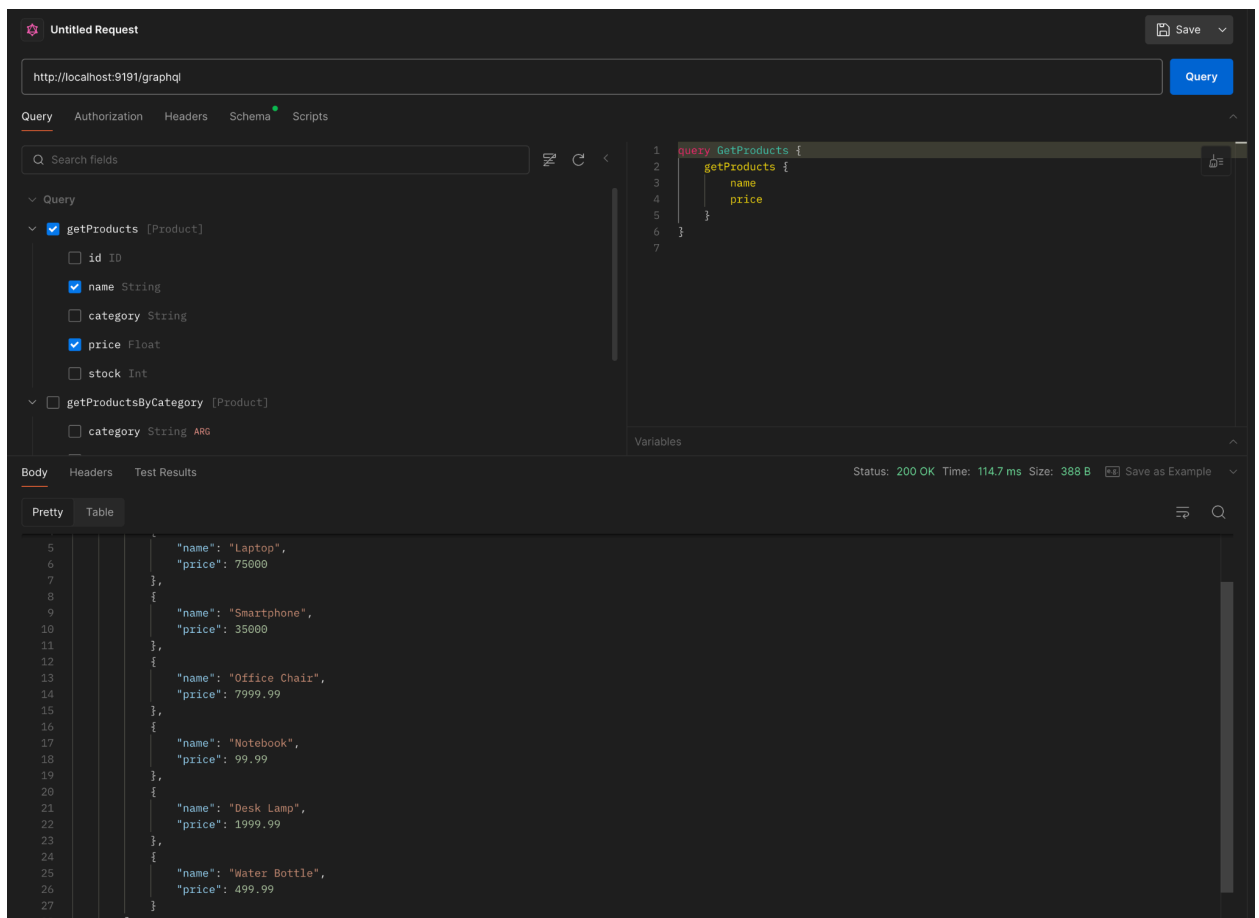 Untitled Request
Save
http://localhost:9191/graphql
Query
Query Authorization Headers Schema Scripts
Search fields
Query
getProducts [Product]
id ID
name String
category String
price Float
stock Int
getProductsByCategory [Product]
category String ARG
1 query GetProducts {
2 getProducts {
3 name
4 price
5 }
6 }
7
Variables
Body Headers Test Results
Status: 200 OK Time: 114.7 ms Size: 388 B e.g. Save as Example
Pretty Table
5 "name": "Laptop",
6 "price": 75000
7 },
8 {
9 "name": "Smartphone",
10 "price": 35000
11 },
12 {
13 "name": "Office Chair",
14 "price": 7999.99
15 },
16 {
17 "name": "Notebook",
18 "price": 99.99
19 },
20 {
21 "name": "Desk Lamp",
22 "price": 1999.99
23 },
24 {
25 "name": "Water Bottle",
26 "price": 499.99
27 }